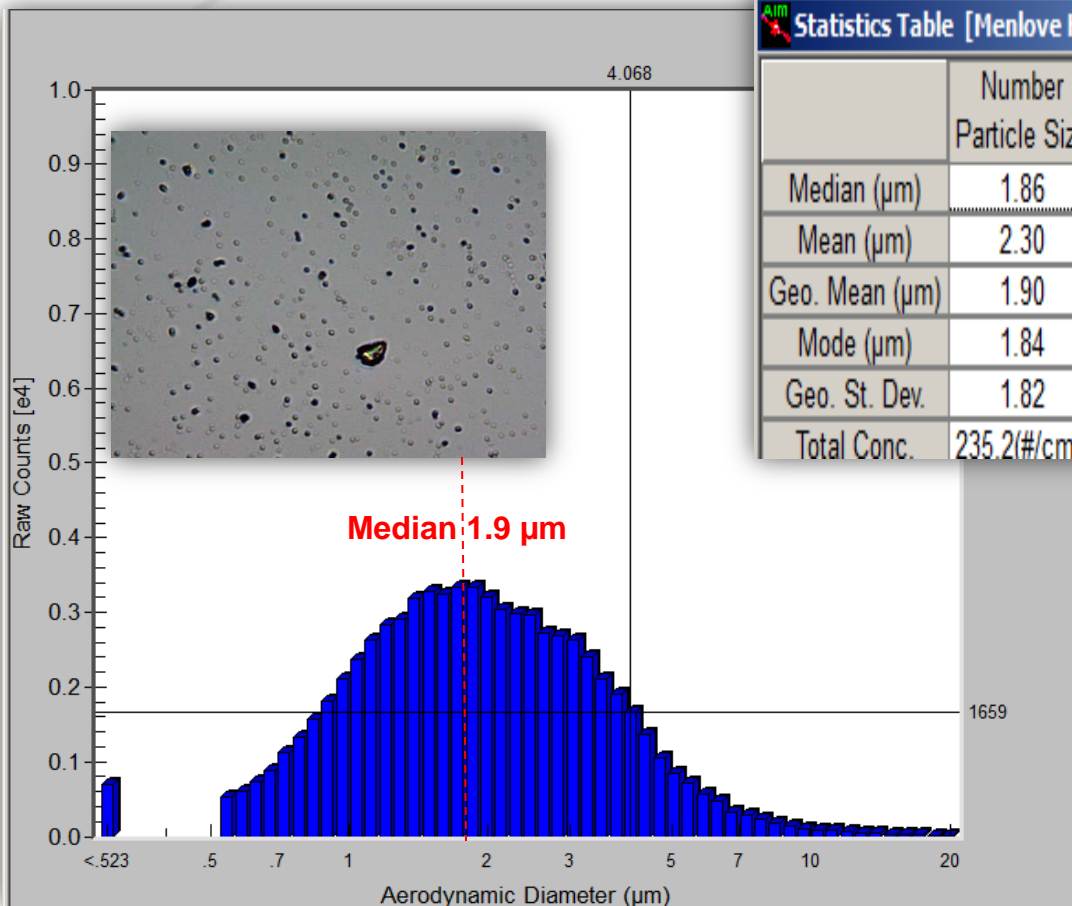 AIM
Statistics Table [Menlove
Number
Particle Siz
Median (µm) 1.86
Mean (µm) 2.30
Geo. Mean (µm) 1.90
Mode (µm) 1.84
Geo. St. Dev. 1.82
Total Conc. 235.2(#/cm
4.068
1.0
0.9
0.8
0.7
0.6
0.5
0.4
0.3
0.2
0.1
0.0
Raw Counts [e4]
Median 1.9 µm
1659
<.523 .5 .7 1 2 3 5 7 10 20
Aerodynamic Diameter (µm)